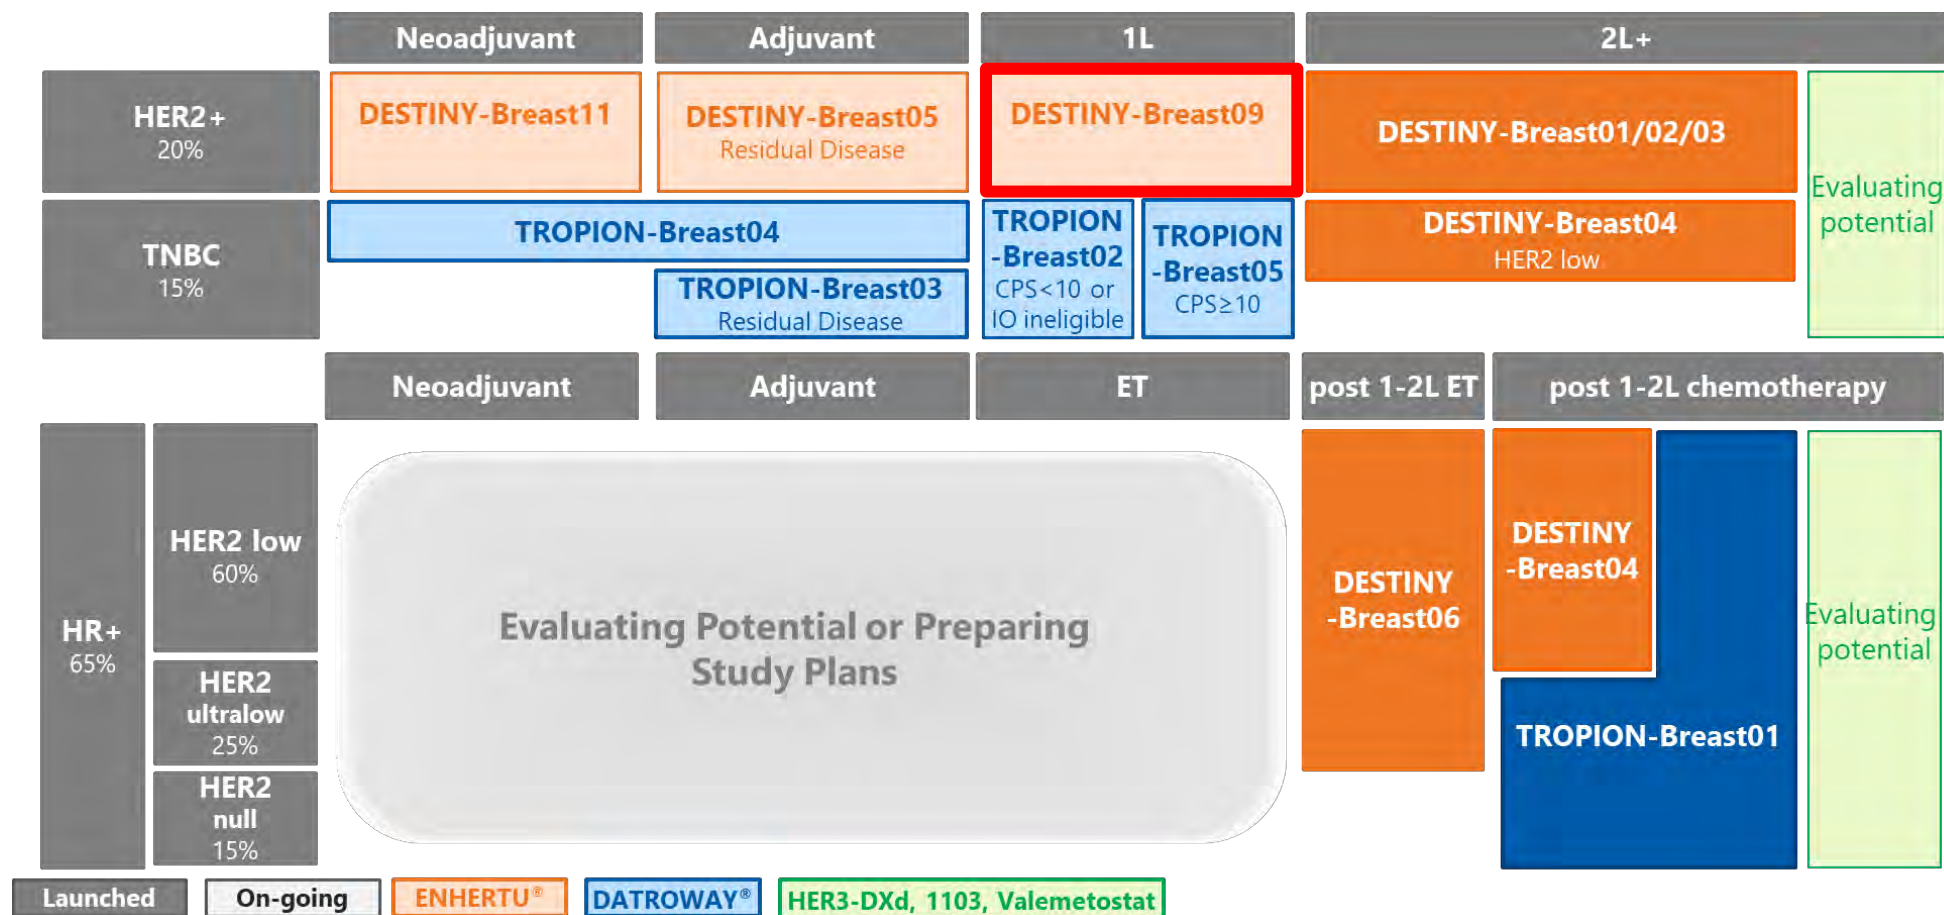 Neoadjuvant
Adjuvant
1L
2L+
HER2+
20%
DESTINY-Breast11
DESTINY-Breast05
Residual Disease
DESTINY-Breast09
DESTINY-Breast01/02/03
Evaluating
potential
TNBC
15%
TROPION-Breast04
TROPION-Breast03
Residual Disease
TROPION
-Breast02
CPS<10 or
IO ineligible
TROPION
-Breast05
CPS≥10
DESTINY-Breast04
HER2 low
Neoadjuvant
Adjuvant
ET
post 1-2L ET
post 1-2L chemotherapy
HR+
65%
HER2 low
60%
HER2
ultralow
25%
HER2
null
15%
Evaluating Potential or Preparing
Study Plans
DESTINY
-Breast06
DESTINY
-Breast04
TROPION-Breast01
Evaluating
potential
Launched
On-going
ENHERTU®
DATROWAY®
HER3-DXd, 1103, Valemetostat